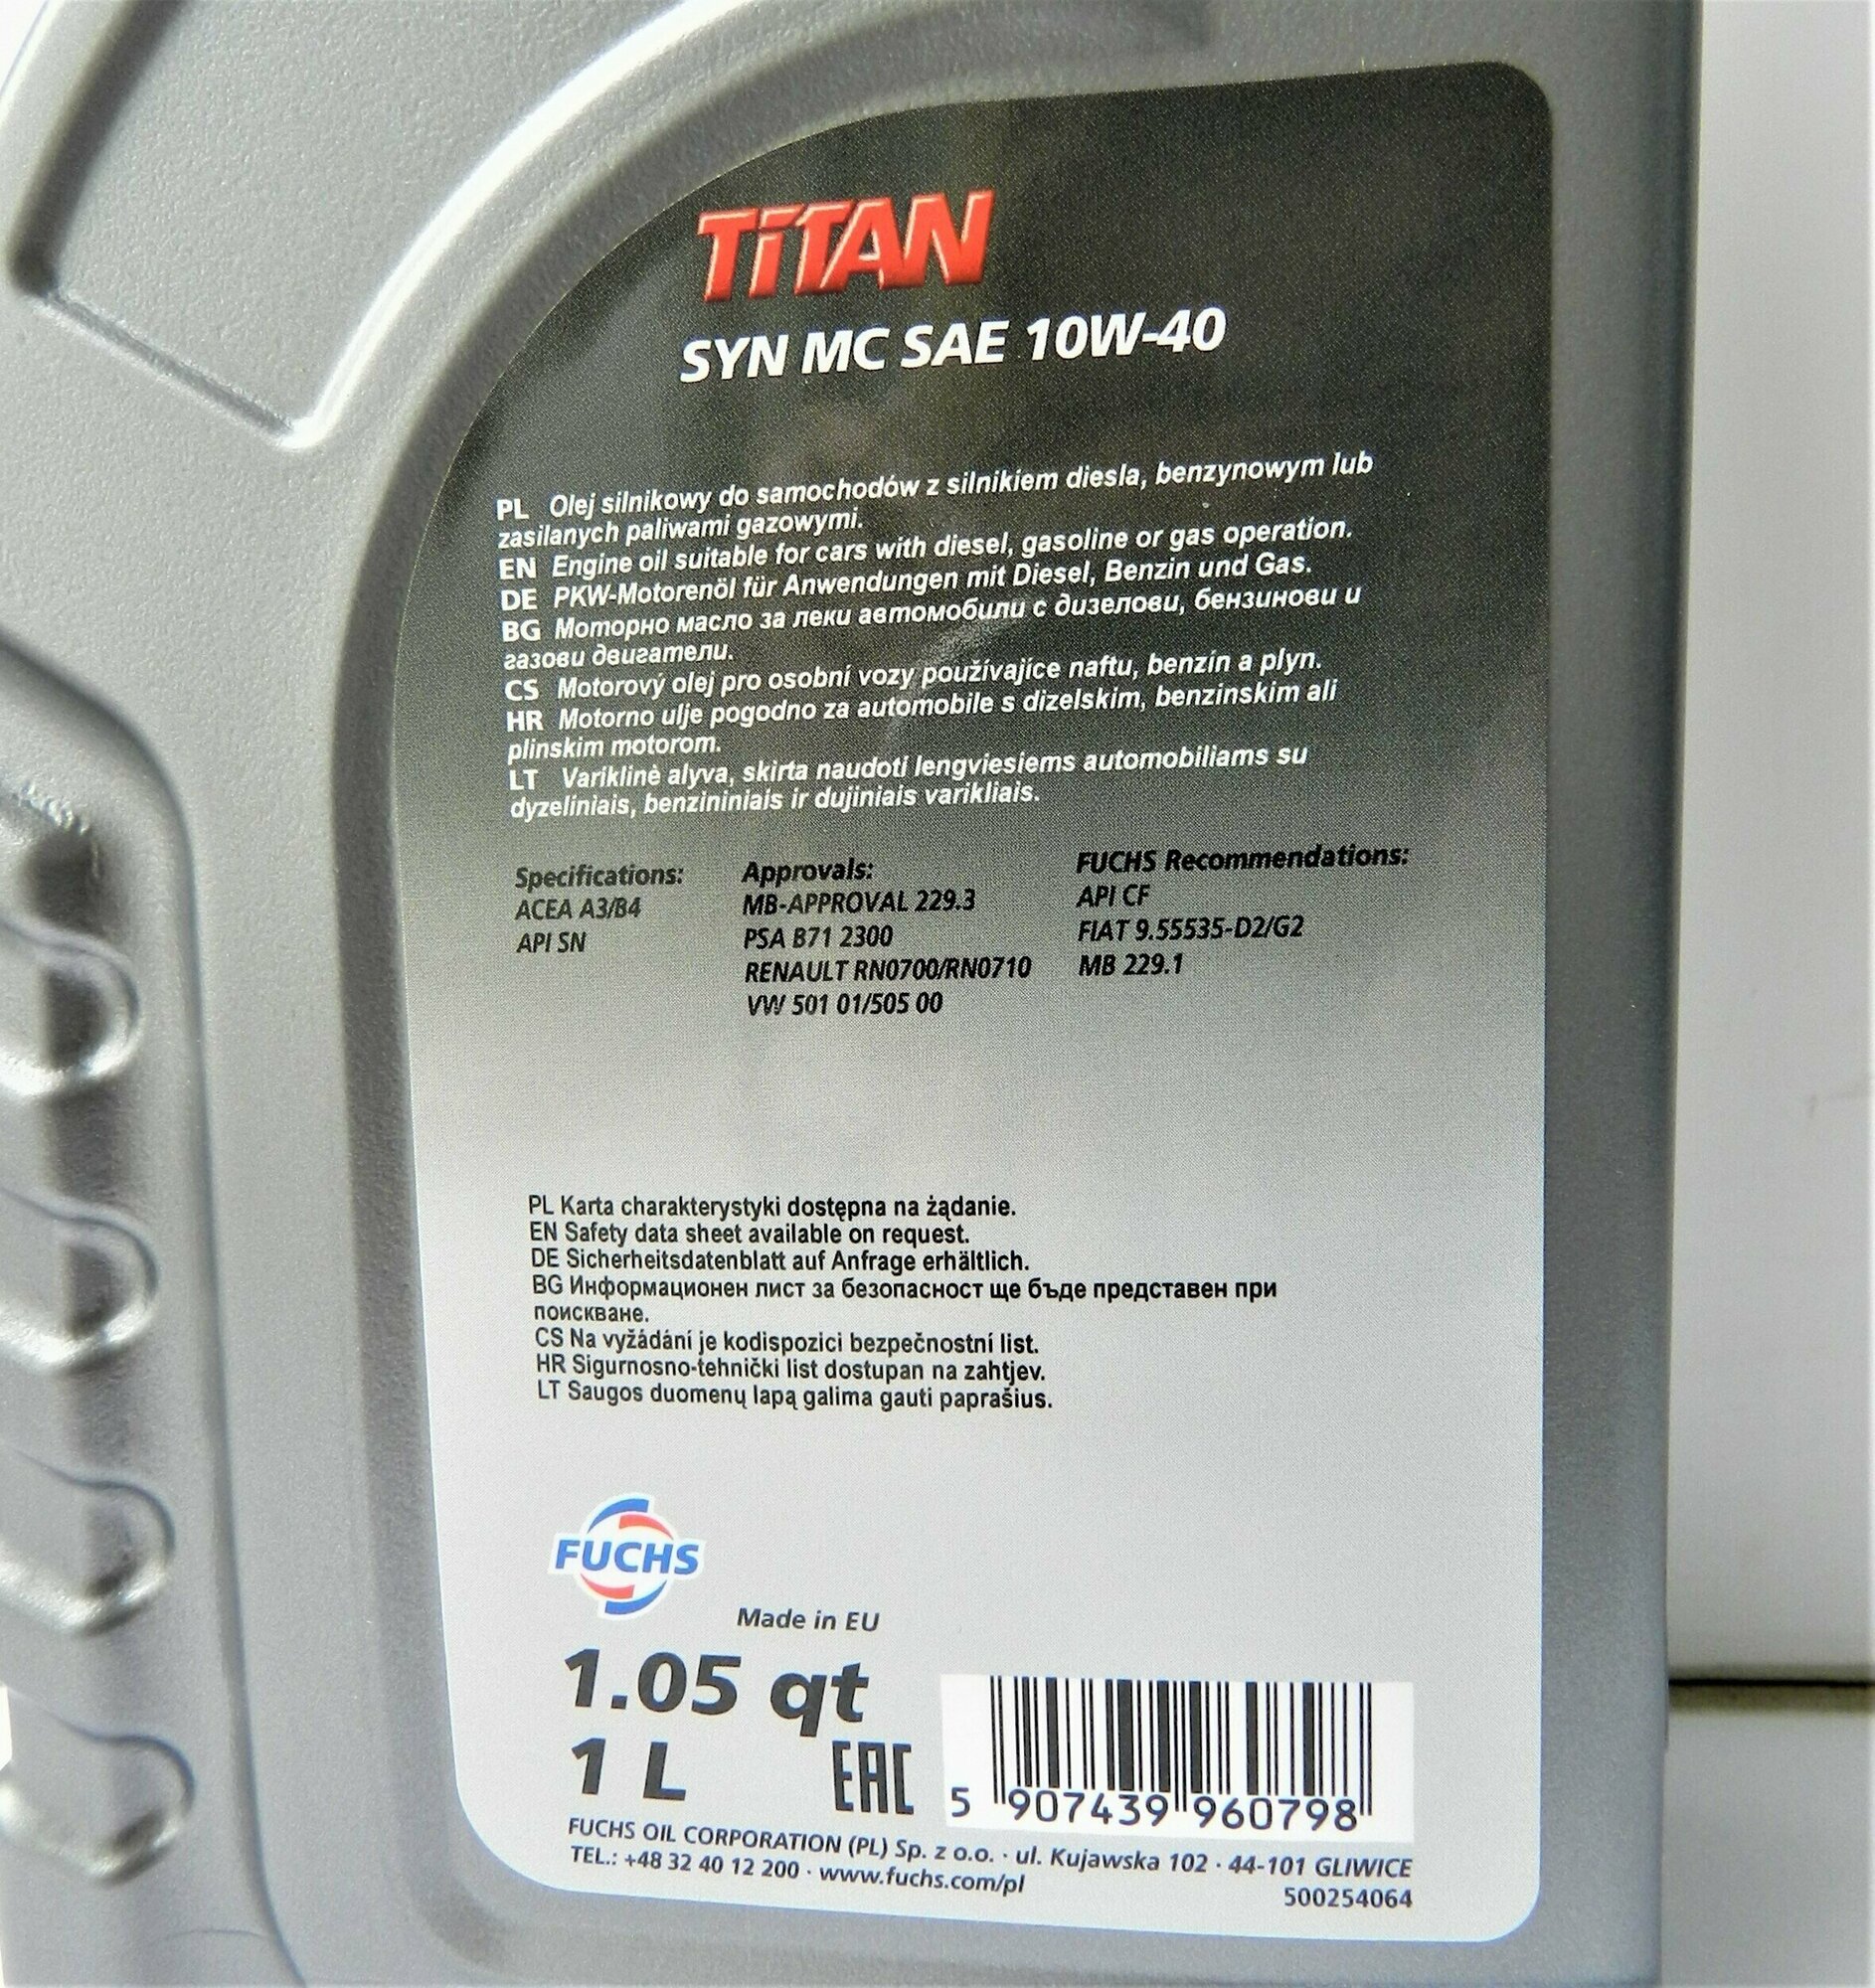 TiTAN
SYN MC SAE 10W-40
PL Olej silnikowy do samochodów z silnikiem diesla, benzynowym lub
zasilanych paliwami gazowymi.
EN Engine oil suitable for cars with diesel, gasoline or gas operation.
DE PKW-Motorenöl für Anwendungen mit Diesel, Benzin und Gas.
BG Моторно масло за леки автомобили с дизелови, бензинови и
газови двигатели.
CS Motorový olej pro osobní vozy používajíce naftu, benzín a plyn.
HR Motorno ulje pogodno za automobile s dizelskim, benzinskim ali
plinskim motorom.
LT Variklinė alyva, skirta naudoti lengviesiems automobiliams su
dyzeliniais, benzininiais ir dujiniais varikliais.
Specifications: Approvals: FUCHS Recommendations:
ACEA A3/B4 MB-APPROVAL 229.3 API CF
API SN PSA B71 2300 FIAT 9.55535-D2/G2
RENAULT RN0700/RN0710 MB 229.1
VW 501 01/505 00
PL Karta charakterystyki dostępna na żądanie.
EN Safety data sheet available on request.
DE Sicherheitsdatenblatt auf Anfrage erhältlich.
BG Информационен лист за безопасност ще бъде представен при
поискване.
CS Na vyžádání je kodispozici bezpečnostní list.
HR Sigurnosno-tehnički list dostupan na zahtjev.
LT Saugos duomenų lapą galima gauti paprašius.
FUCHS
Made in EU
1.05 qt
1 L EAC
5 907439 960798
FUCHS OIL CORPORATION (PL) Sp. z o.o. · ul. Kujawska 102 · 44-101 GLIWICE
TEL.: +48 32 40 12 200 · www.fuchs.com/pl
500254064